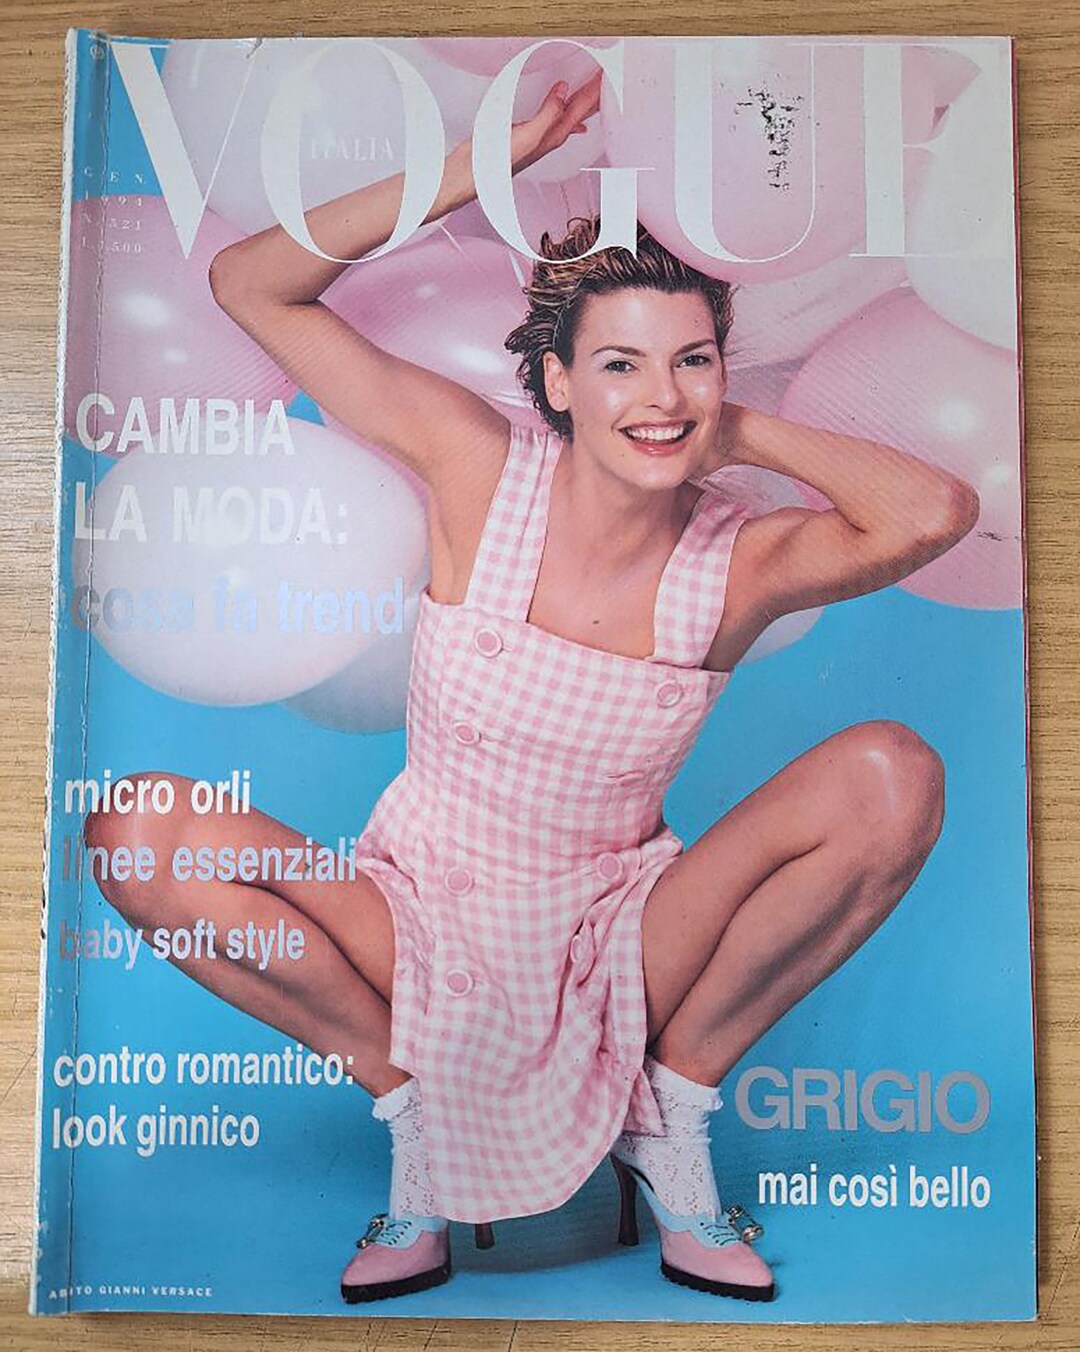 VOGUE
ITALIA
GEN
1994
N. 521
CAMBIA
LA MODA:
cosa fa trend
micro orli
linee essenziali
baby soft style
contro romantico:
look ginnico
GRIGIO
mai così bello
ABITO GIANNI VERSACE